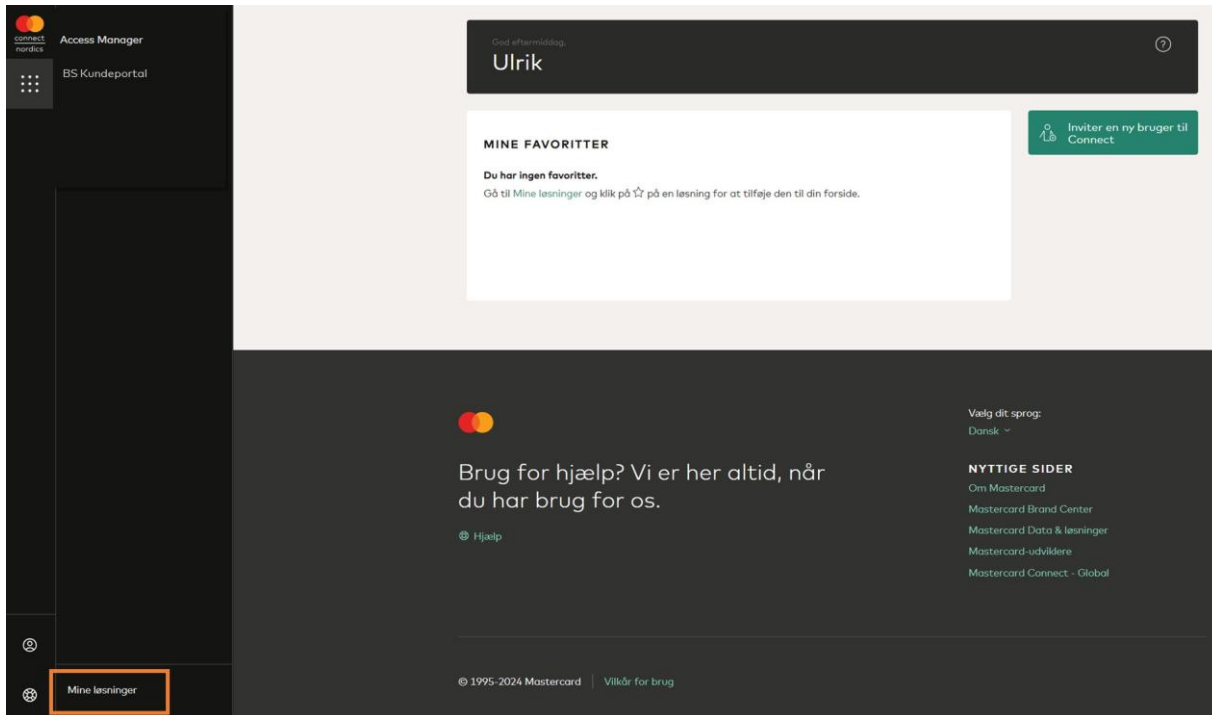 connect
nordics
Access Manager
BS Kundeportal
Mine løsninger
God eftermiddag,
Ulrik
MINE FAVORITTER
Du har ingen favoritter.
Gå til Mine løsninger og klik på ☆ på en løsning for at tilføje den til din forside.
Inviter en ny bruger til
Connect
Brug for hjælp? Vi er her altid, når
du har brug for os.
Hjælp
Vælg dit sprog:
Dansk
NYTTIGE SIDER
Om Mastercard
Mastercard Brand Center
Mastercard Data & løsninger
Mastercard-udviklere
Mastercard Connect - Global
© 1995-2024 Mastercard | Vilkår for brug